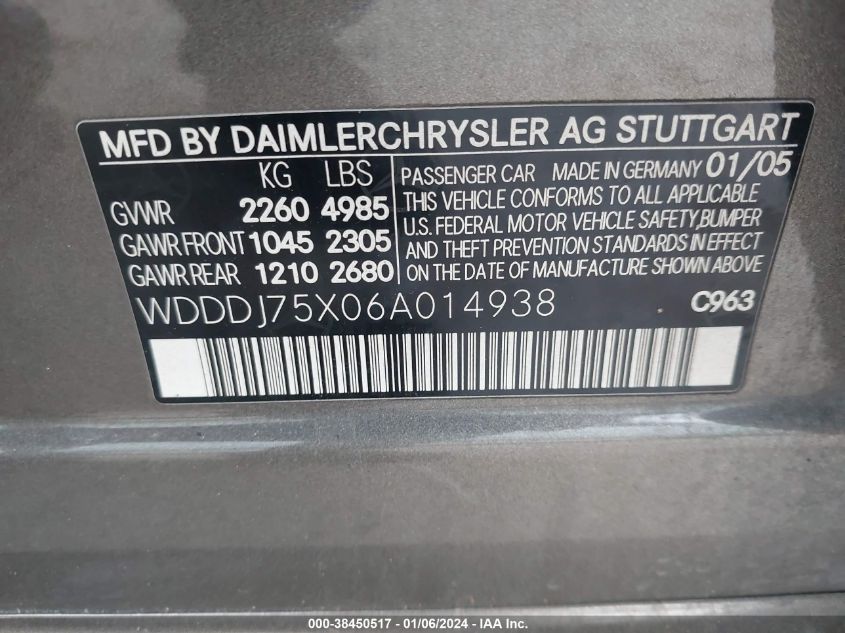 MFD BY DAIMLERCHRYSLER AG STUTTGART
KG LBS
GVWR 2260 4985
GAWR FRONT 1045 2305
GAWR REAR 1210 2680
PASSENGER CAR MADE IN GERMANY 01/05
THIS VEHICLE CONFORMS TO ALL APPLICABLE
U.S. FEDERAL MOTOR VEHICLE SAFETY,BUMPER
AND THEFT PREVENTION STANDARDS IN EFFECT
ON THE DATE OF MANUFACTURE SHOWN ABOVE
WDDDJ75X06A014938 C963
000-38450517 - 01/06/2024 - IAA Inc.